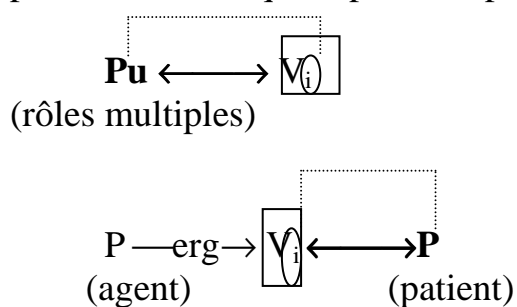 Pu Vi
(rôles multiples)
P erg Vi P
(agent) (patient)